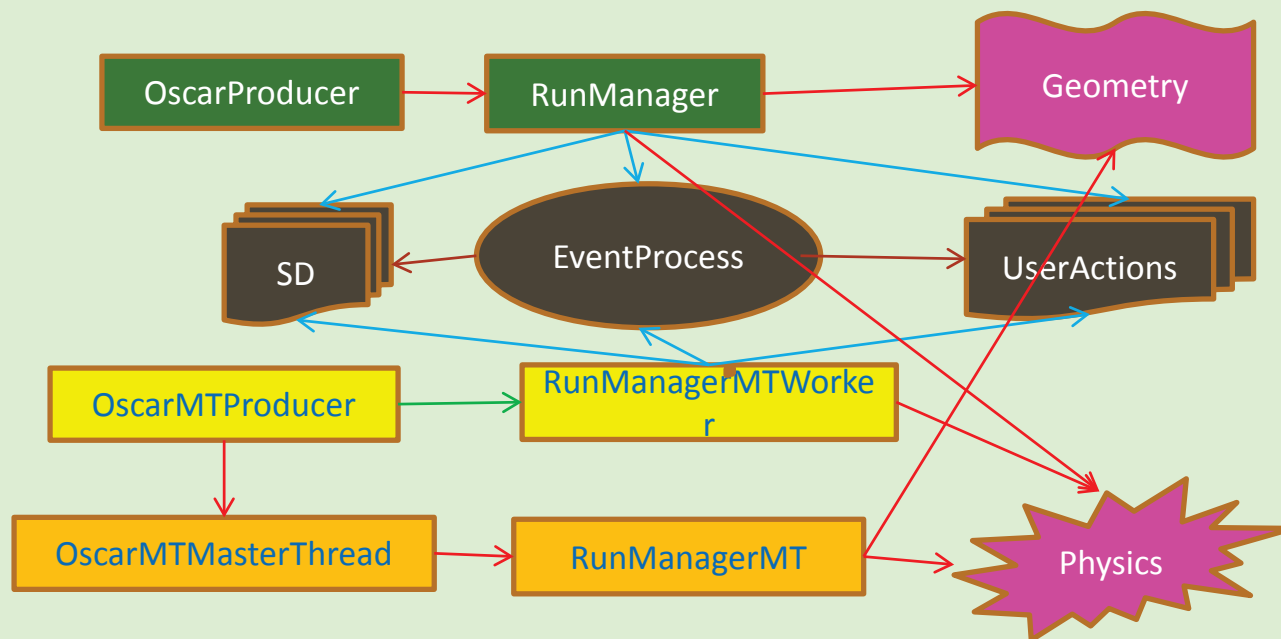 OscarProducer
RunManager
Geometry
SD
EventProcess
UserActions
OscarMTProducer
RunManagerMTWorke
r
OscarMTMasterThread
RunManagerMT
Physics